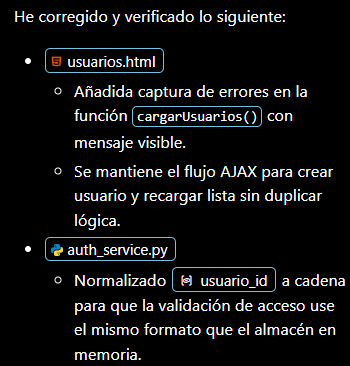 He corregido y verificado lo siguiente:
usuarios.html
Añadida captura de errores en la
función cargarUsuarios() con
mensaje visible.
Se mantiene el flujo AJAX para crear
usuario y recargar lista sin duplicar
lógica.
auth_service.py
Normalizado usuario_id a cadena
para que la validación de acceso use
el mismo formato que el almacén en
memoria.